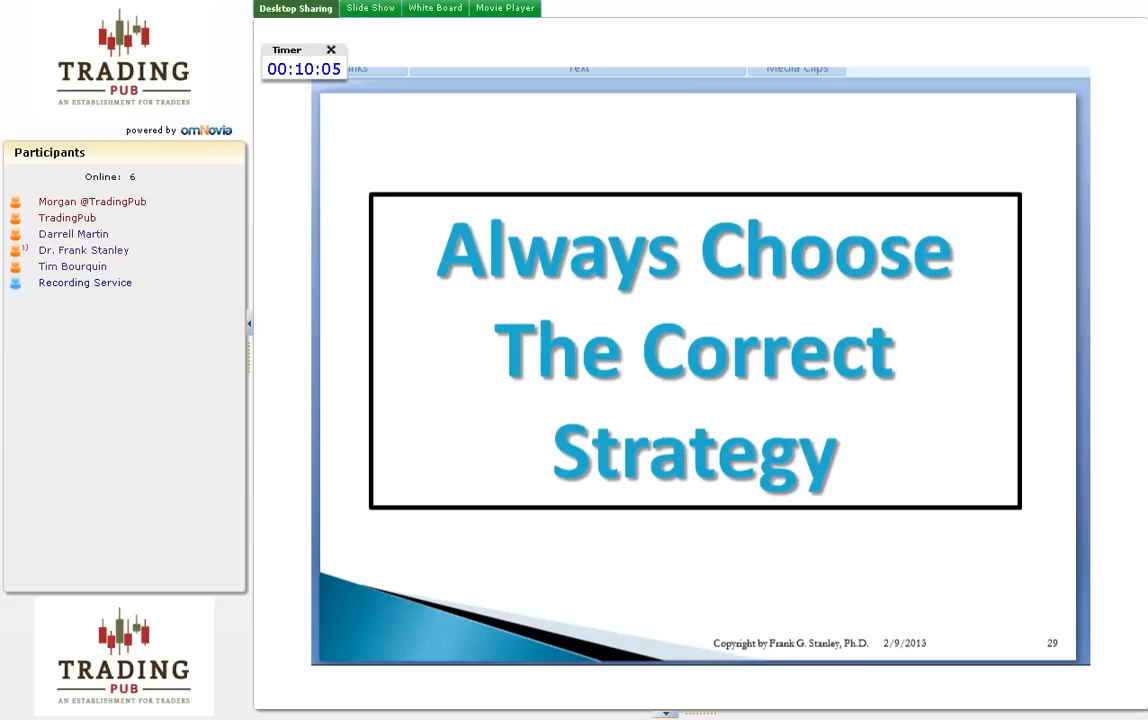 TRADING
PUB
AN ESTABLISHMENT FOR TRADERS
powered by omNovia
Participants
Online: 6
Morgan @TradingPub
TradingPub
Darrell Martin
Dr. Frank Stanley
Tim Bourquin
Recording Service
TRADING
PUB
AN ESTABLISHMENT FOR TRADERS
Desktop Sharing Slide Show White Board Movie Player
Timer
00:10:05
Text Media Clips
Always Choose
The Correct
Strategy
Copyright by Frank G. Stanley, Ph.D. 2/9/2013 29